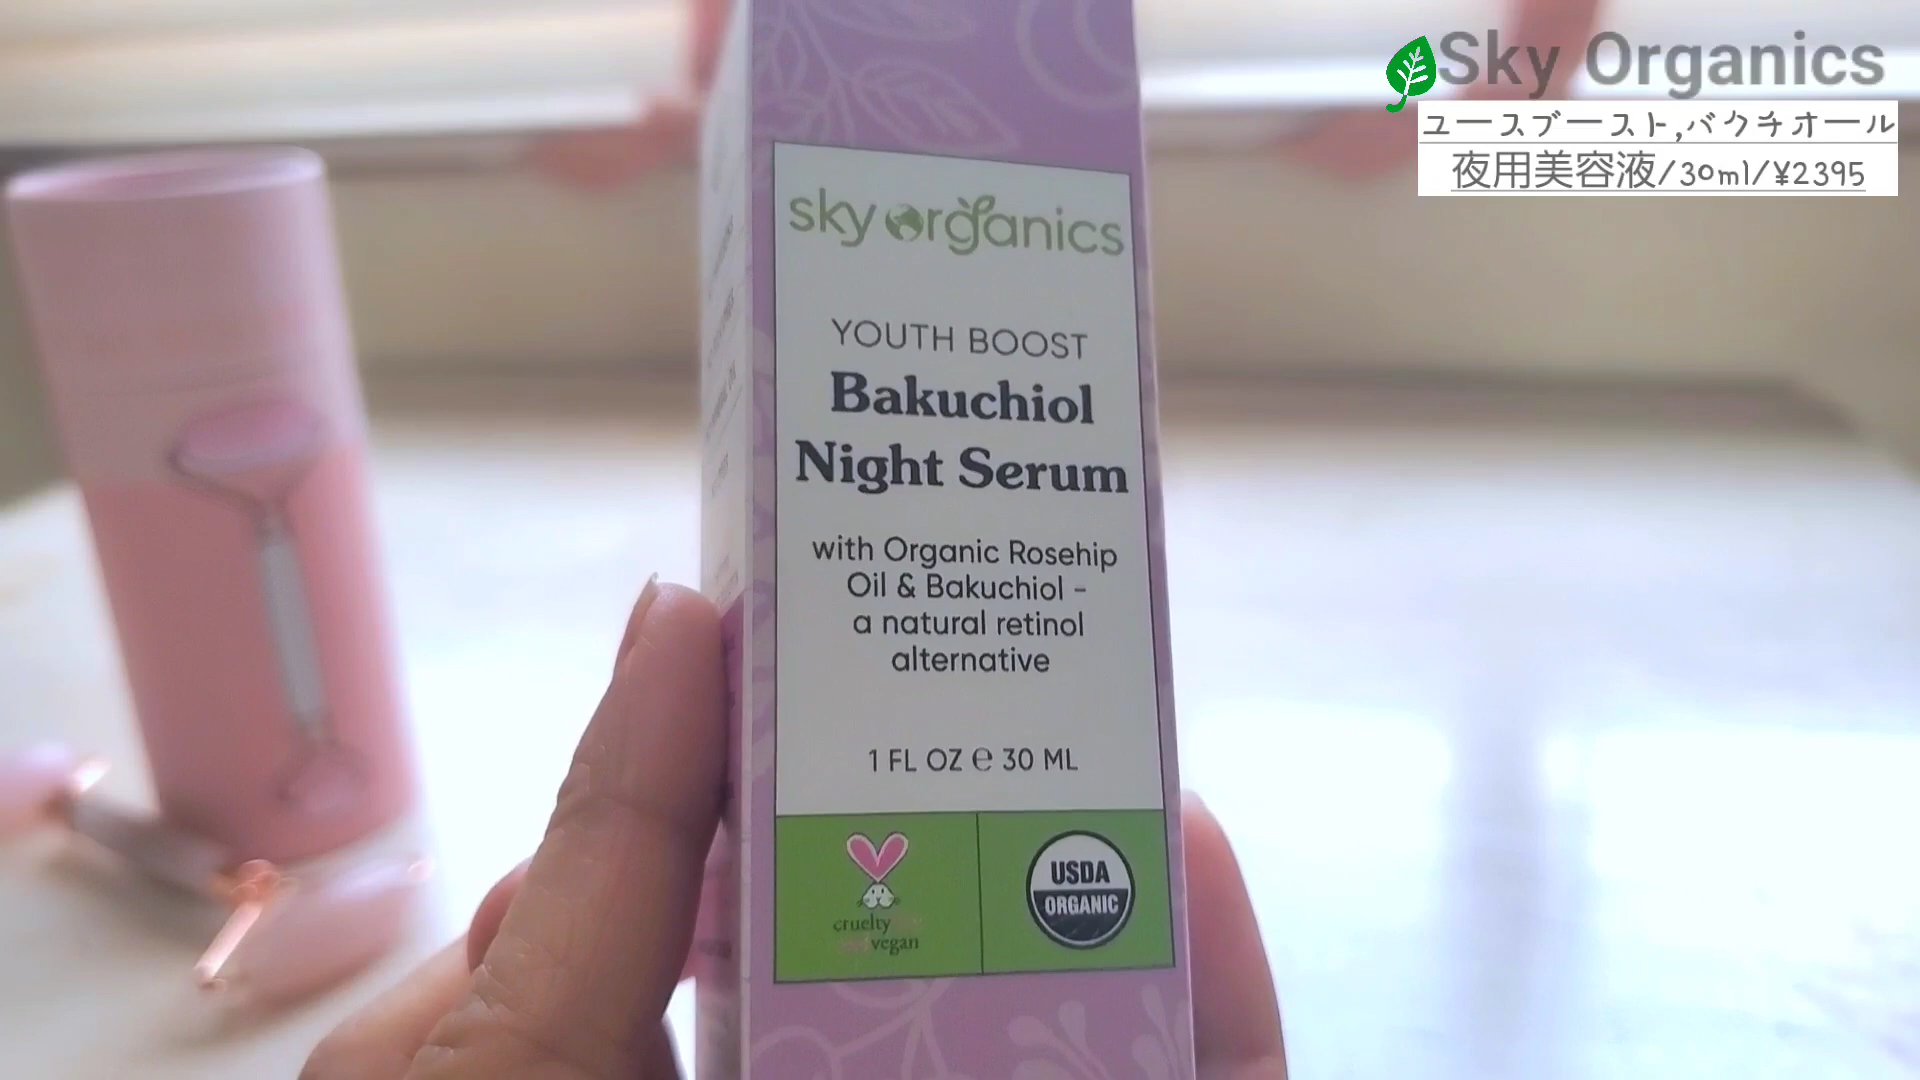 Sky Organics
ユースブースト,バクチオール
夜用美容液/30ml/¥2395
sky organics
YOUTH BOOST
Bakuchiol
Night Serum
with Organic Rosehip
Oil & Bakuchiol -
a natural retinol
alternative
1 FL OZ e 30 ML
cruelty
vegan
USDA
ORGANIC